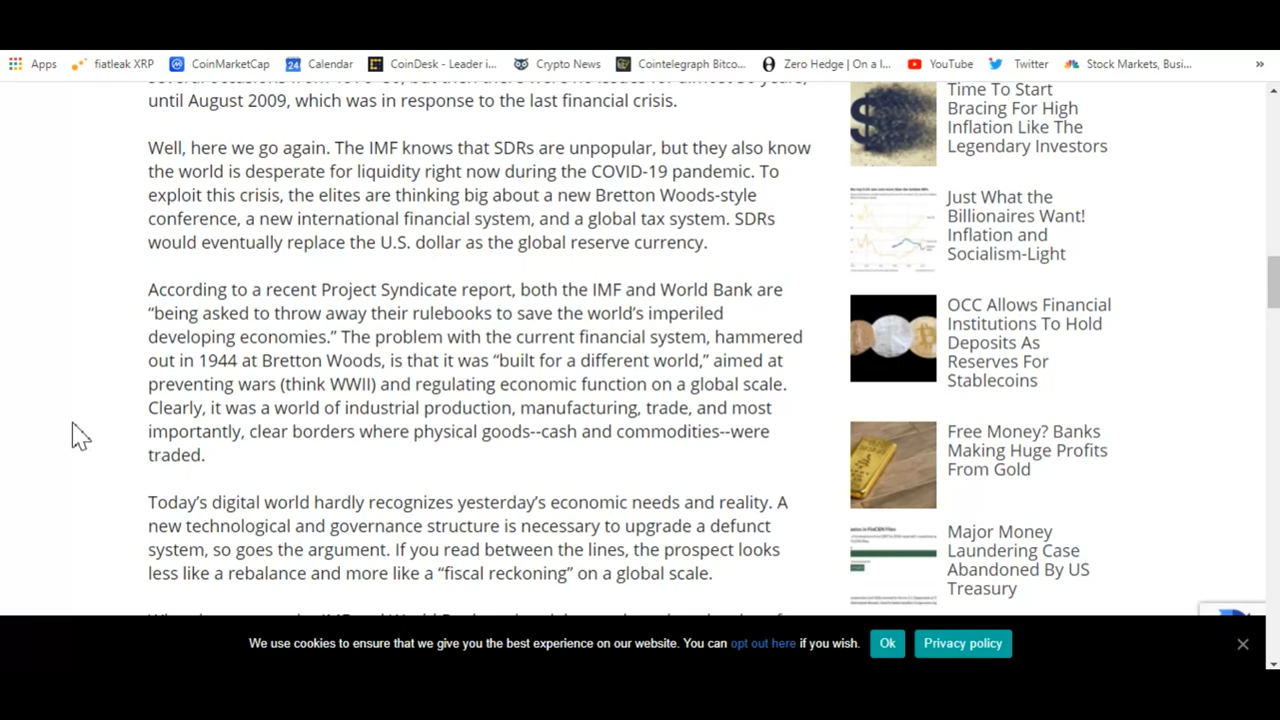 Apps
fiatleak XRP
CoinMarketCap
24
Calendar
CoinDesk - Leader i...
Crypto News
Cointelegraph Bitco...
Zero Hedge | On a l...
YouTube
Twitter
Stock Markets, Busi...
»
until August 2009, which was in response to the last financial crisis.
Well, here we go again. The IMF knows that SDRs are unpopular, but they also know
the world is desperate for liquidity right now during the COVID-19 pandemic. To
exploit this crisis, the elites are thinking big about a new Bretton Woods-style
conference, a new international financial system, and a global tax system. SDRs
would eventually replace the U.S. dollar as the global reserve currency.
According to a recent Project Syndicate report, both the IMF and World Bank are
“being asked to throw away their rulebooks to save the world’s imperiled
developing economies.” The problem with the current financial system, hammered
out in 1944 at Bretton Woods, is that it was “built for a different world,” aimed at
preventing wars (think WWII) and regulating economic function on a global scale.
Clearly, it was a world of industrial production, manufacturing, trade, and most
importantly, clear borders where physical goods--cash and commodities--were
traded.
Today’s digital world hardly recognizes yesterday’s economic needs and reality. A
new technological and governance structure is necessary to upgrade a defunct
system, so goes the argument. If you read between the lines, the prospect looks
less like a rebalance and more like a “fiscal reckoning” on a global scale.
Time To Start
Bracing For High
Inflation Like The
Legendary Investors
Just What the
Billionaires Want!
Inflation and
Socialism-Light
OCC Allows Financial
Institutions To Hold
Deposits As
Reserves For
Stablecoins
Free Money? Banks
Making Huge Profits
From Gold
Major Money
Laundering Case
Abandoned By US
Treasury
We use cookies to ensure that we give you the best experience on our website. You can opt out here if you wish.
Ok
Privacy policy